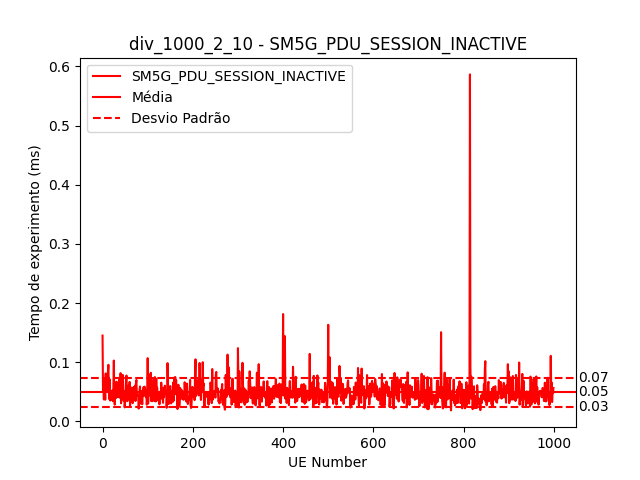 div_1000_2_10 - SM5G_PDU_SESSION_INACTIVE
SM5G_PDU_SESSION_INACTIVE
Média
Desvio Padrão
Tempo de experimento (ms)
0.6
0.5
0.4
0.3
0.2
0.1
0.0
0.07
0.05
0.03
0 200 400 600 800 1000
UE Number